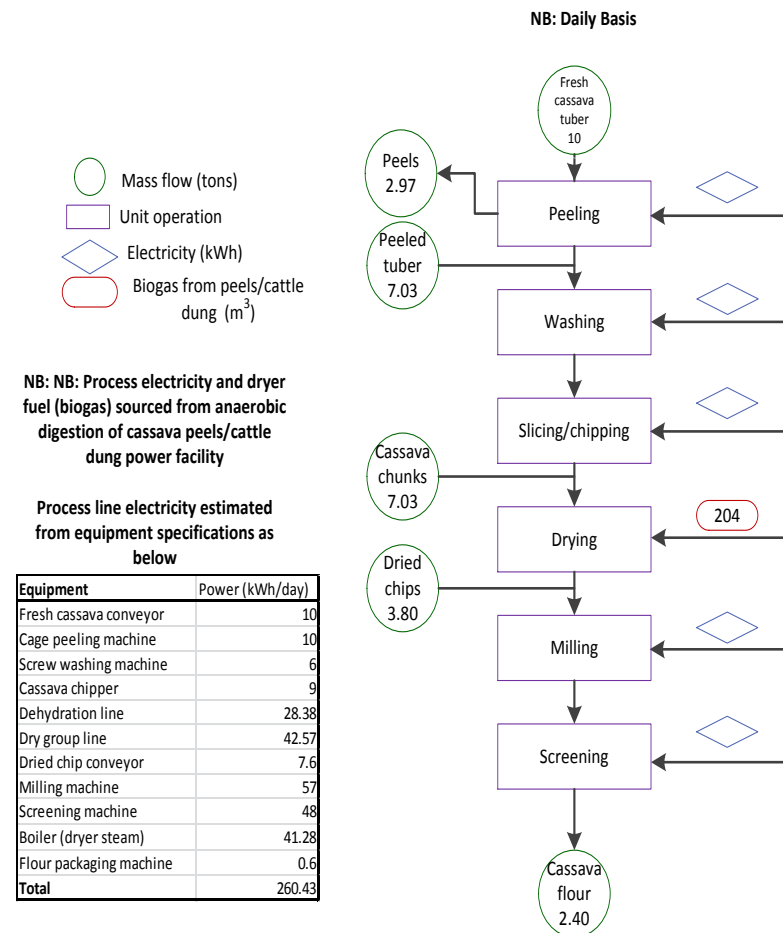 NB: Daily Basis
Fresh
cassava
tuber
10
Peels
2.97
Mass flow (tons)
Unit operation
Electricity (kWh)
Biogas from peels/cattle
dung (m3)
Peeling
Peeled
tuber
7.03
Washing
NB: NB: Process electricity and dryer
fuel (biogas) sourced from anaerobic
digestion of cassava peels/cattle
dung power facility
Slicing/chipping
Cassava
chunks
7.03
204
Drying
Process line electricity estimated
from equipment specifications as
below
Dried
chips
3.80
Equipment Power (kWh/day)
Fresh cassava conveyor 10
Cage peeling machine 10
Screw washing machine 6
Cassava chipper 9
Dehydration line 28.38
Dry group line 42.57
Dried chip conveyor 7.6
Milling machine 57
Screening machine 48
Boiler (dryer steam) 41.28
Flour packaging machine 0.6
Total 260.43
Milling
Screening
Cassava
flour
2.40